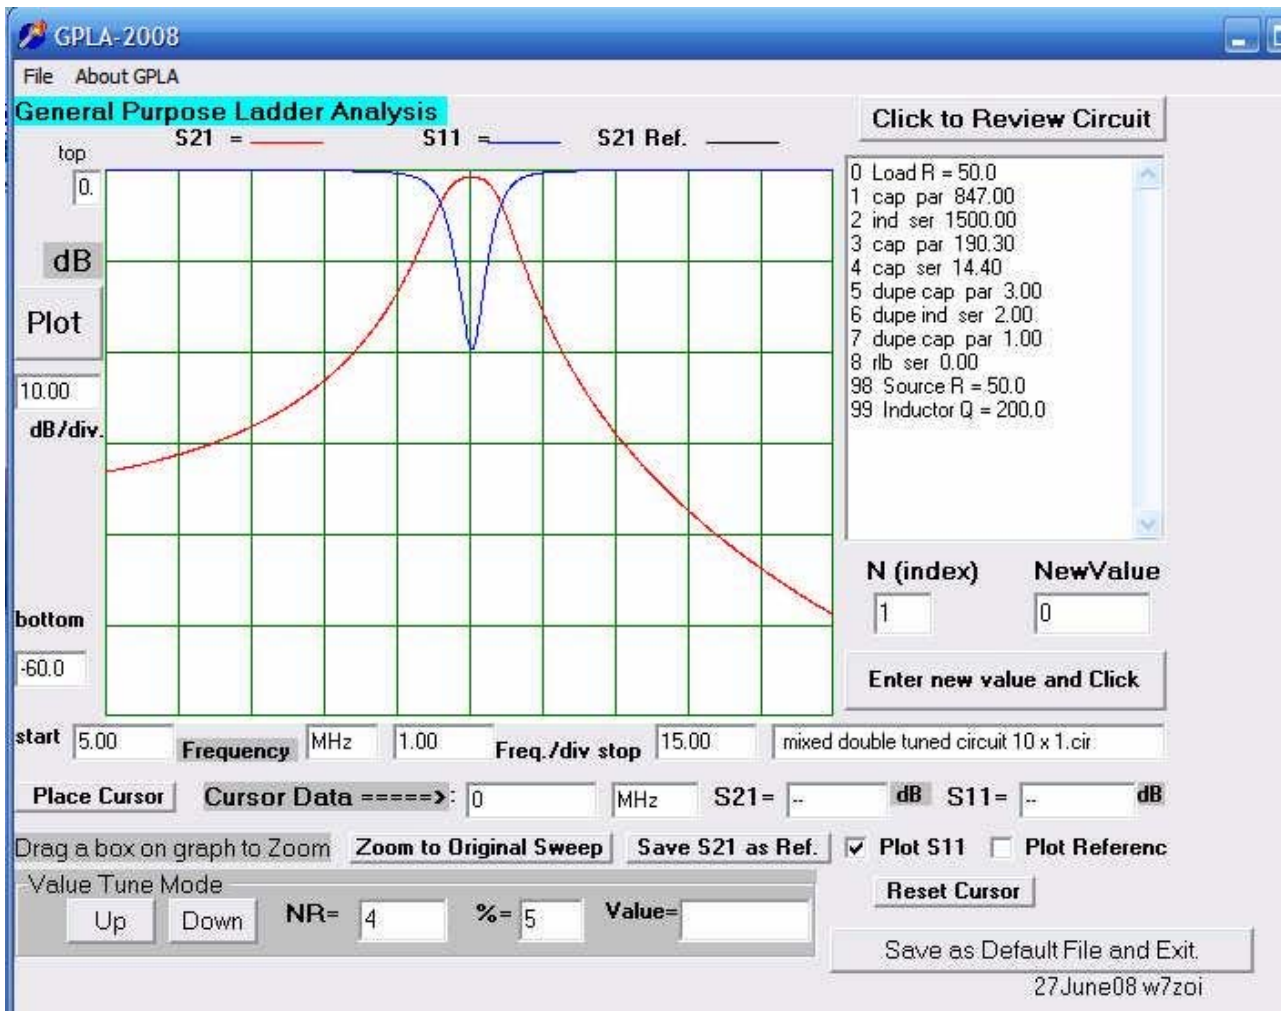 GPLA-2008
File About GPLA
General Purpose Ladder Analysis
Click to Review Circuit
S21 = S11 = S21 Ref.
top
0.
dB
Plot
10.00
dB/div.
bottom
-60.0
0 Load R = 50.0
1 cap par 847.00
2 ind ser 1500.00
3 cap par 190.30
4 cap ser 14.40
5 dupe cap par 3.00
6 dupe ind ser 2.00
7 dupe cap par 1.00
8 rlb ser 0.00
98 Source R = 50.0
99 Inductor Q = 200.0
N (index) NewValue
1 0
Enter new value and Click
start 5.00 Frequency MHz 1.00 Freq./div stop 15.00 mixed double tuned circuit 10 x 1.cir
Place Cursor Cursor Data =====>: 0 MHz S21= -- dB S11= -- dB
Drag a box on graph to Zoom Zoom to Original Sweep Save S21 as Ref. Plot S11 Plot Referenc
Value Tune Mode
Up Down NR= 4 %= 5 Value=
Reset Cursor
Save as Default File and Exit.
27June08 w7zoi